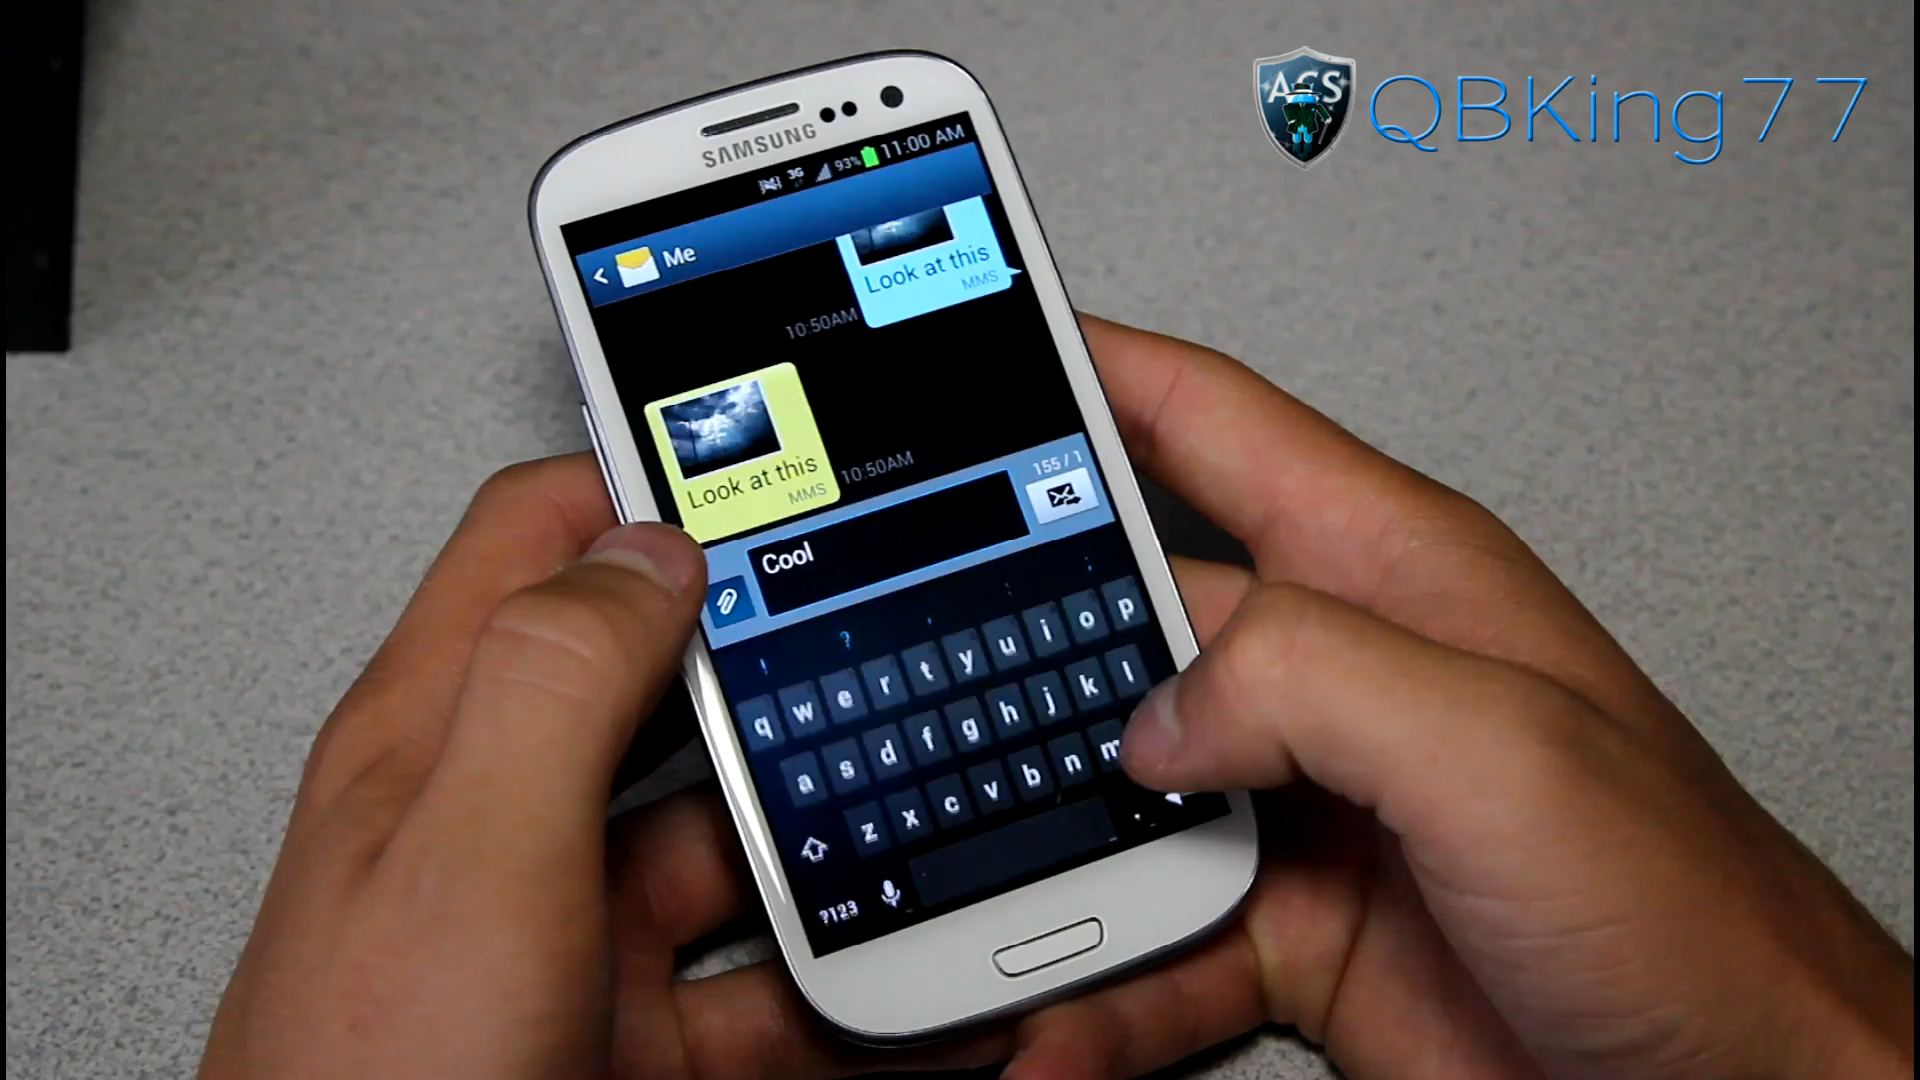 ACS QBKing77
SAMSUNG
3G 93% 11:00 AM
Me
Look at this
MMS
10:50AM
Look at this
MMS
10:50AM
155/1
Cool
q w e r t y u i o p
a s d f g h j k l
z x c v b n m
?123